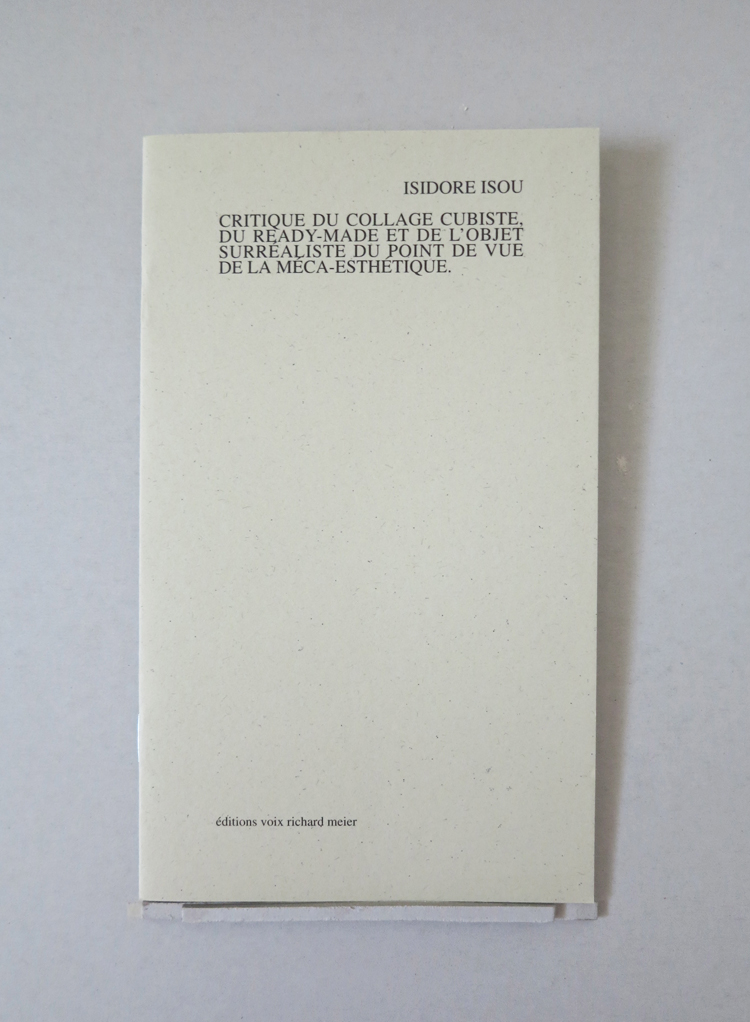 ISIDORE ISOU
CRITIQUE DU COLLAGE CUBISTE,
DU READY-MADE ET DE L'OBJET
SURRÉALISTE DU POINT DE VUE
DE LA MÉCA-ESTHÉTIQUE.
éditions voix richard meier